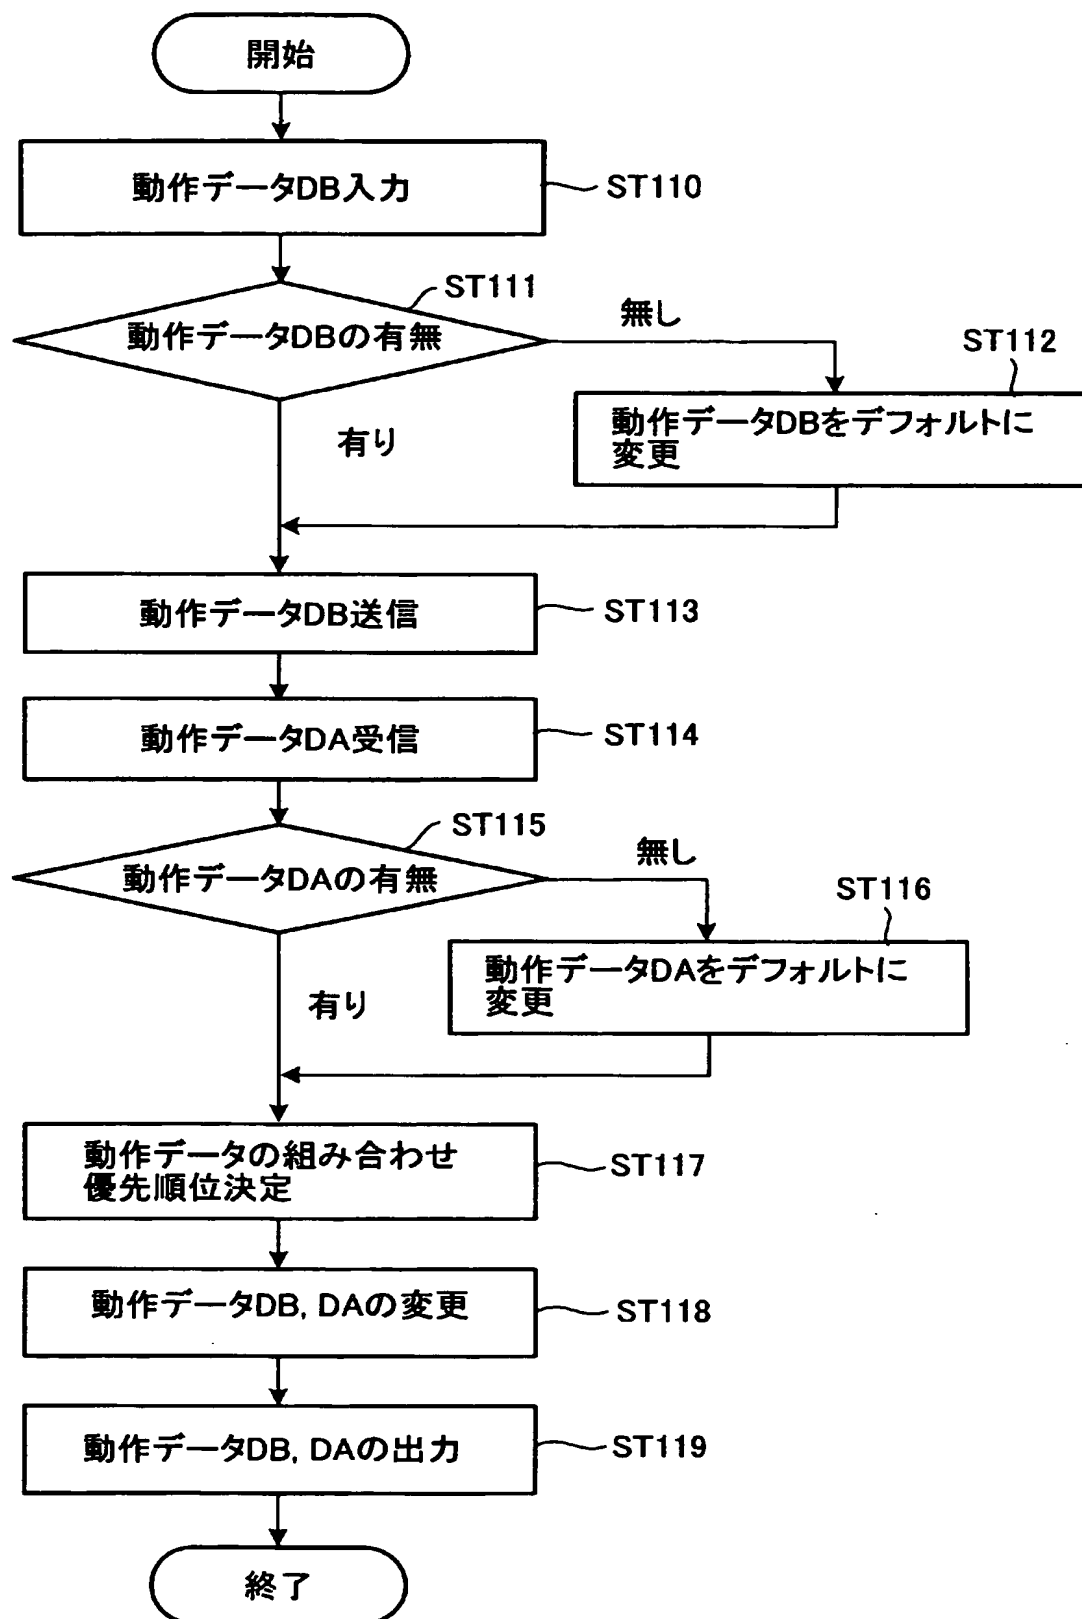 開始
動作データDB入力
ST110
ST111
動作データDBの有無
無し
ST112
動作データDBをデフォルトに
変更
有り
動作データDB送信
ST113
動作データDA受信
ST114
ST115
動作データDAの有無
無し
ST116
動作データDAをデフォルトに
変更
有り
動作データの組み合わせ
優先順位決定
ST117
動作データDB, DAの変更
ST118
動作データDB, DAの出力
ST119
終了